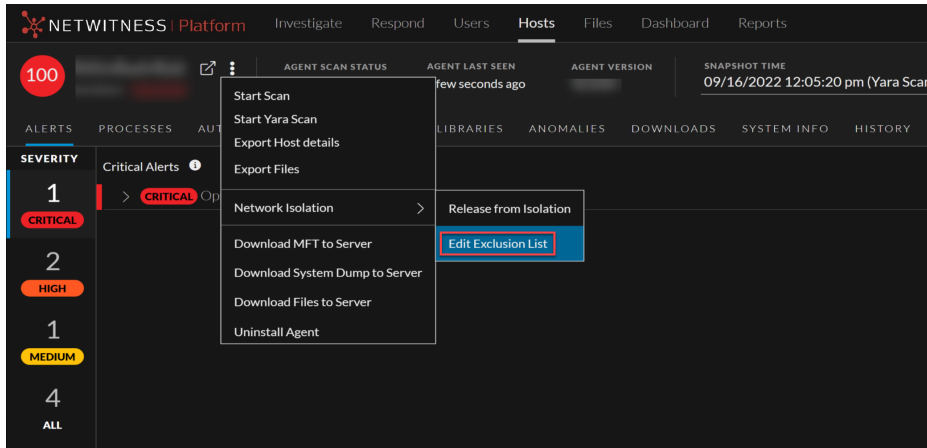 NETWITNESS | Platform Investigate Respond Users Hosts Files Dashboard Reports
100
AGENT SCAN STATUS AGENT LAST SEEN AGENT VERSION SNAPSHOT TIME
few seconds ago 09/16/2022 12:05:20 pm (Yara Scan
ALERTS PROCESSES AUT LIBRARIES ANOMALIES DOWNLOADS SYSTEM INFO HISTORY
Start Scan
Start Yara Scan
Export Host details
Export Files
Network Isolation
Download MFT to Server
Download System Dump to Server
Download Files to Server
Uninstall Agent
Release from Isolation
Edit Exclusion List
SEVERITY
1
CRITICAL
2
HIGH
1
MEDIUM
4
ALL
Critical Alerts
CRITICAL Op